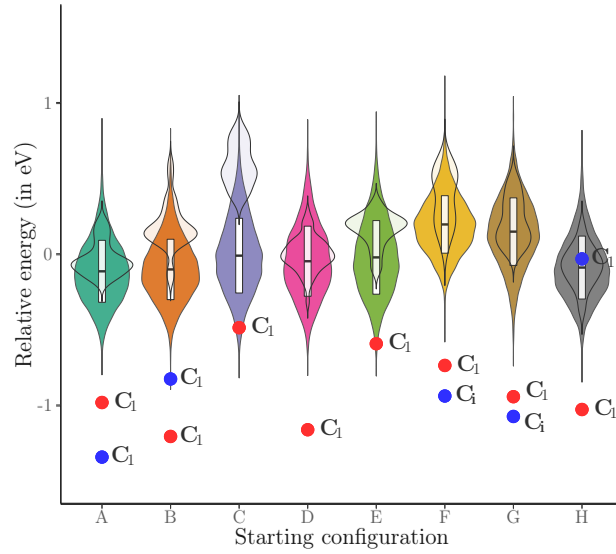 Relative energy (in eV)
1
0
-1
C₁
C₁
C₁
C₁
C₁
C₁
C₁
C₁
Cᵢ
C₁
Cᵢ
C₁
C₁
A B C D E F G H
Starting configuration